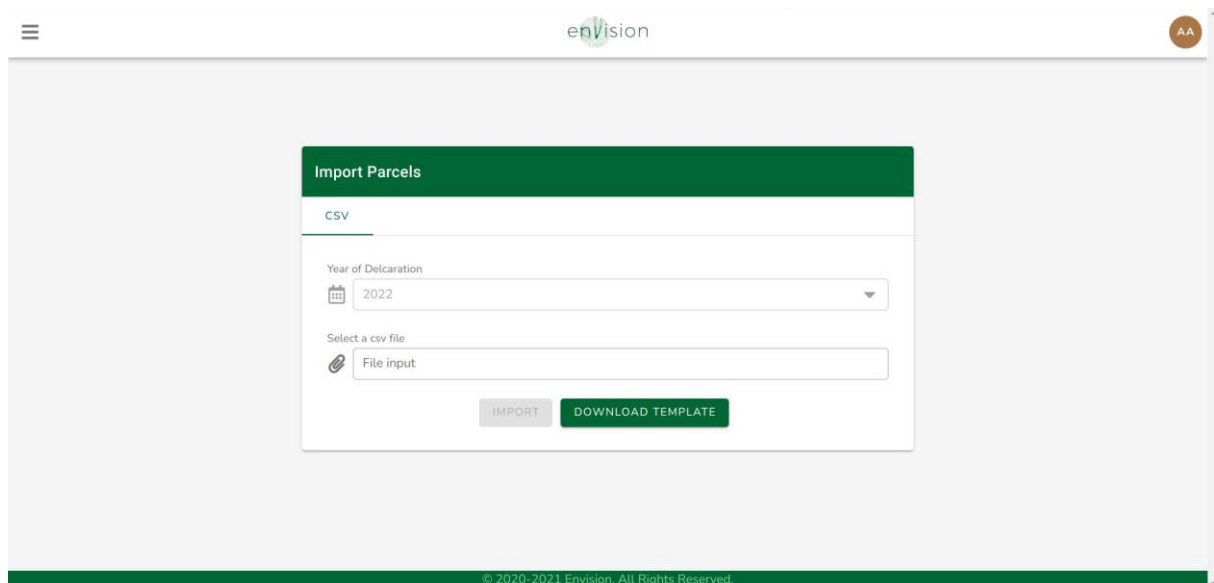 envision
AA
Import Parcels
CSV
Year of Delcaration
2022
Select a csv file
File input
IMPORT
DOWNLOAD TEMPLATE
© 2020-2021 Envision. All Rights Reserved.